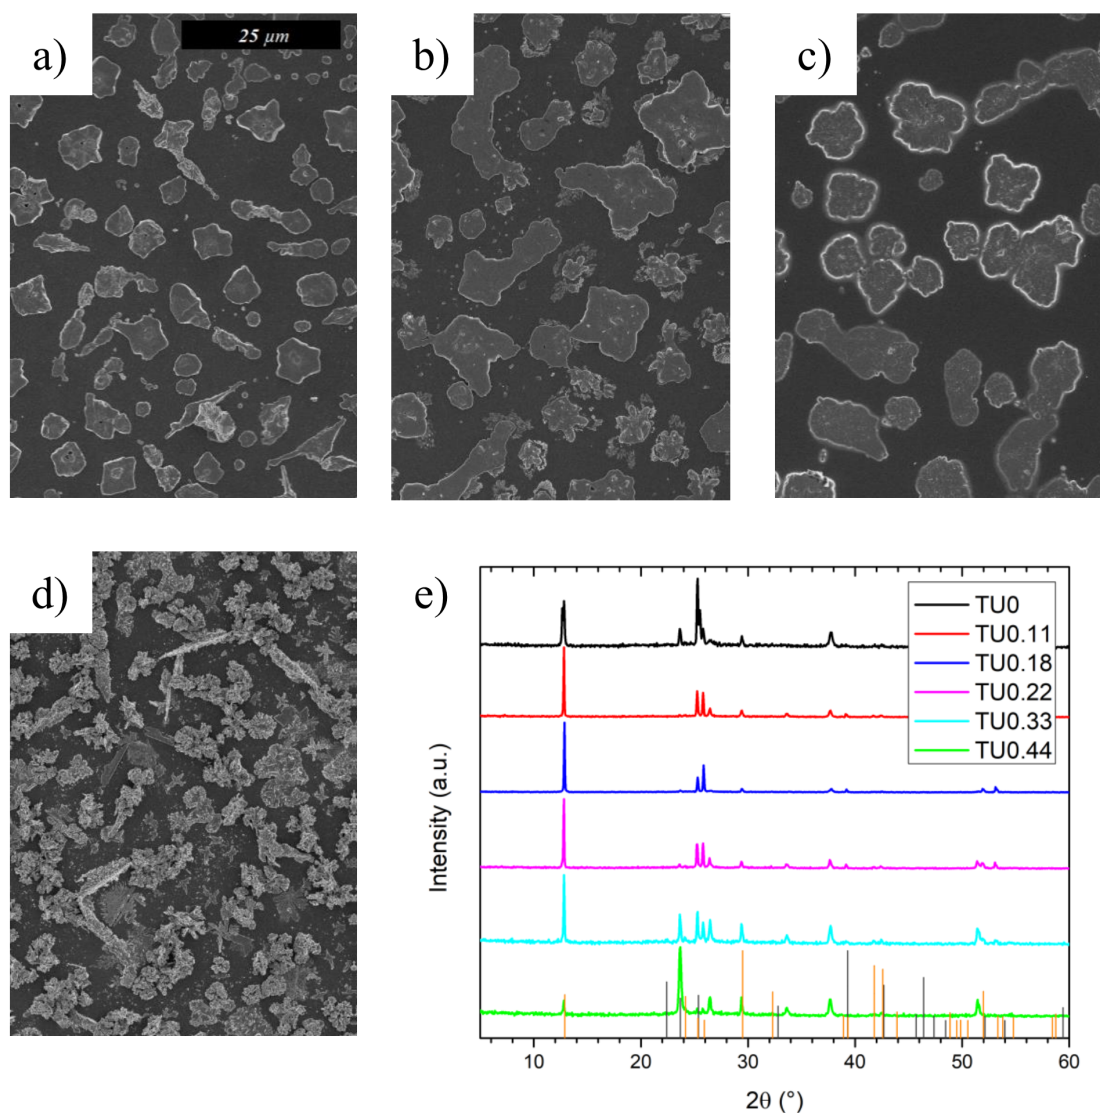 a)
25 µm
b)
c)
d)
e)
TU0
TU0.11
TU0.18
TU0.22
TU0.33
TU0.44
Intensity (a.u.)
10 20 30 40 50 60
2θ (°)